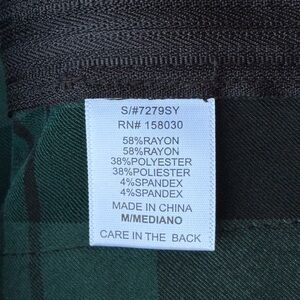 S/#7279SY
RN# 158030
58%RAYON
58%RAYON
38%POLYESTER
38%POLIESTER
4%SPANDEX
4%SPANDEX
MADE IN CHINA
M/MEDIANO
CARE IN THE BACK